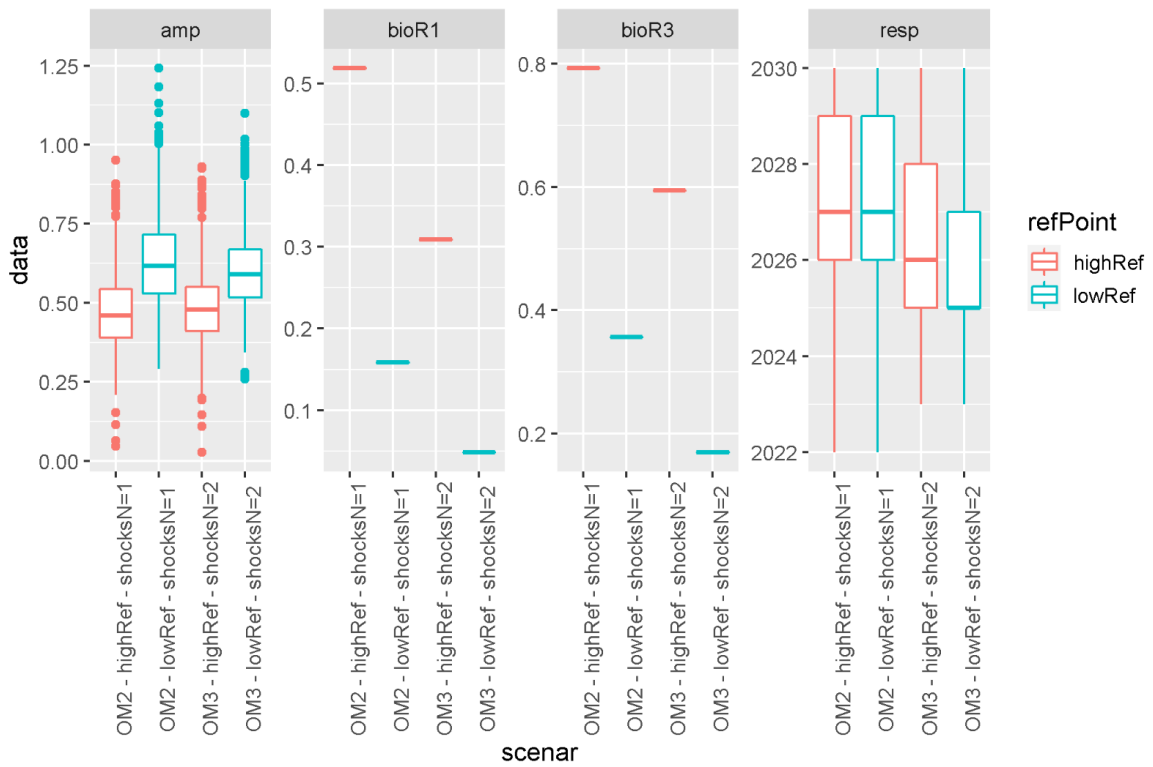 amp
bioR1
bioR3
resp
data
1.25
1.00
0.75
0.50
0.25
0.00
0.5
0.4
0.3
0.2
0.1
0.8
0.6
0.4
0.2
2030
2028
2026
2024
2022
OM2 - highRef - shocksN=1
OM2 - lowRef - shocksN=1
OM3 - highRef - shocksN=2
OM3 - lowRef - shocksN=2
OM2 - highRef - shocksN=1
OM2 - lowRef - shocksN=1
OM3 - highRef - shocksN=2
OM3 - lowRef - shocksN=2
OM2 - highRef - shocksN=1
OM2 - lowRef - shocksN=1
OM3 - highRef - shocksN=2
OM3 - lowRef - shocksN=2
OM2 - highRef - shocksN=1
OM2 - lowRef - shocksN=1
OM3 - highRef - shocksN=2
OM3 - lowRef - shocksN=2
scenar
refPoint
highRef
lowRef